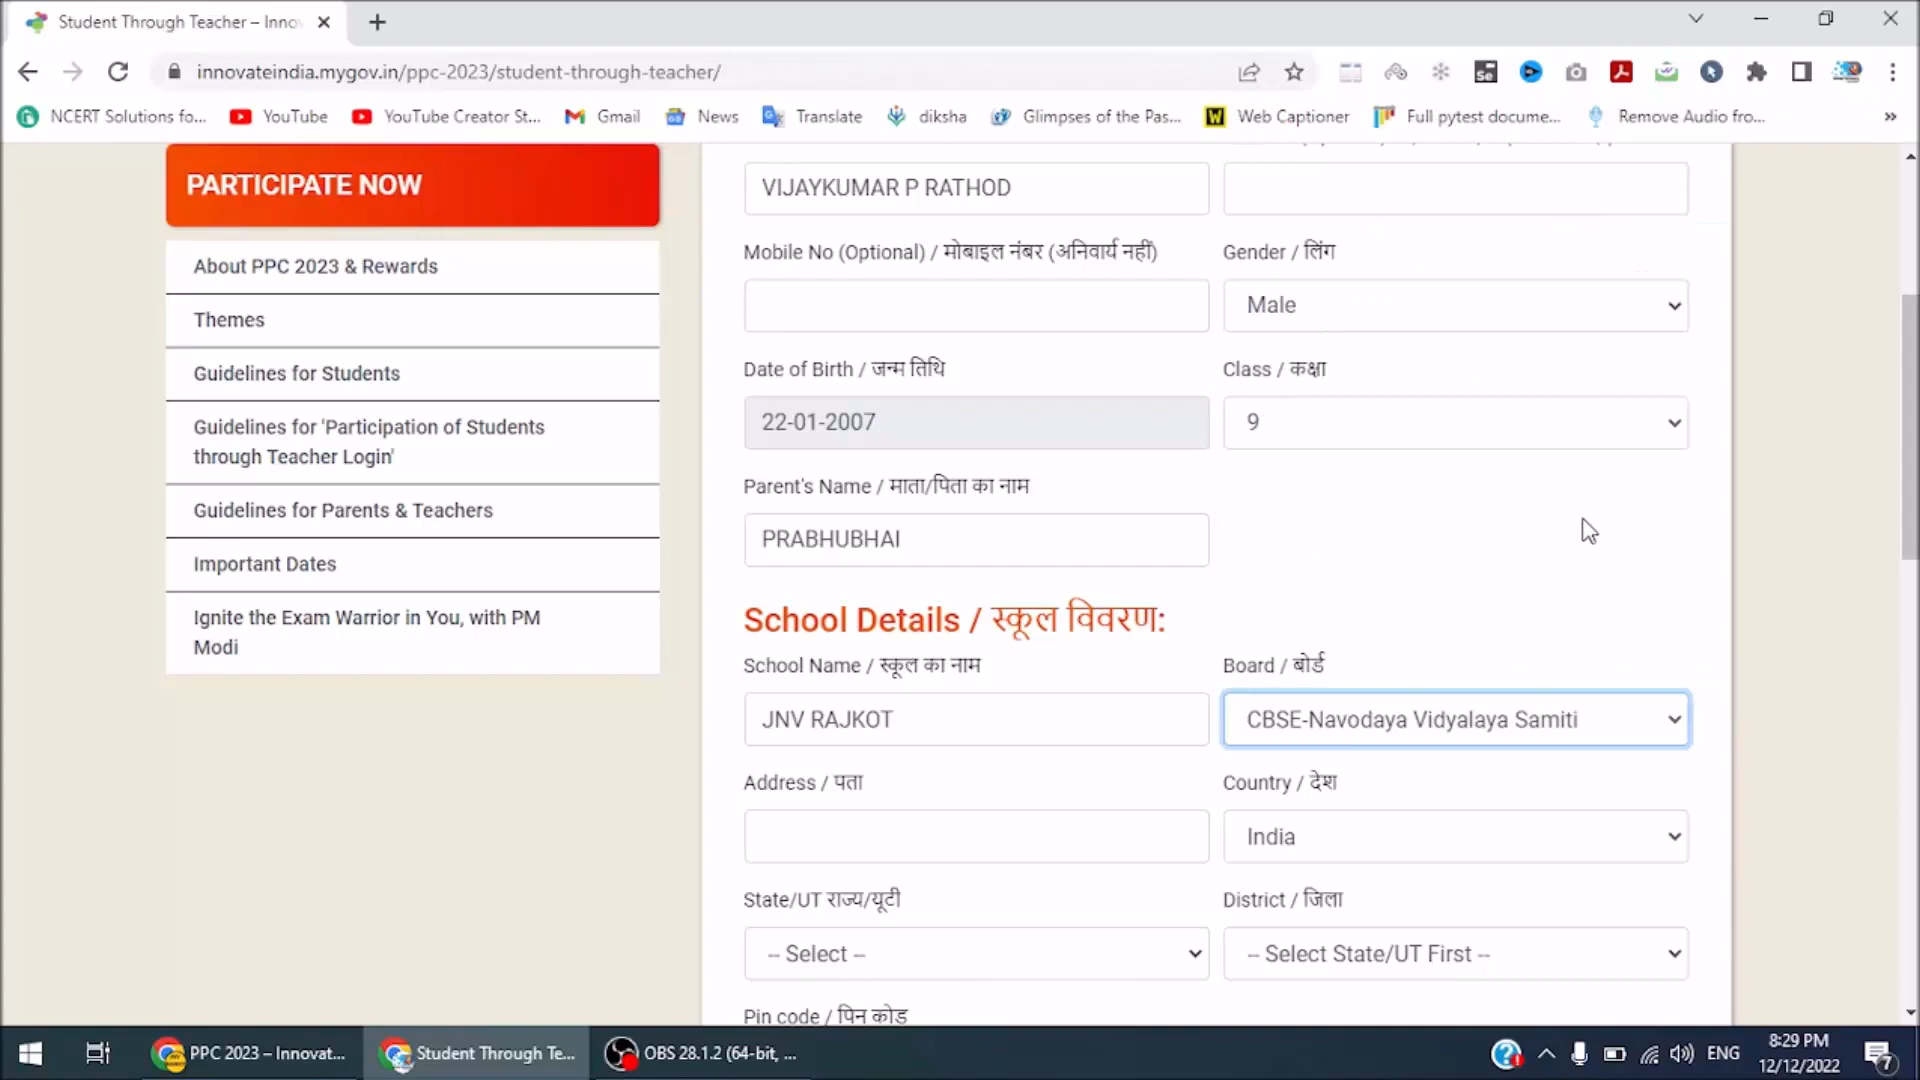 Student Through Teacher – Inno
innovateindia.mygov.in/ppc-2023/student-through-teacher/
NCERT Solutions fo...
YouTube
YouTube Creator St...
Gmail
News
Translate
diksha
Glimpses of the Pas...
Web Captioner
Full pytest docume...
Remove Audio fro...
PARTICIPATE NOW
About PPC 2023 & Rewards
Themes
Guidelines for Students
Guidelines for 'Participation of Students
through Teacher Login'
Guidelines for Parents & Teachers
Important Dates
Ignite the Exam Warrior in You, with PM
Modi
VIJAYKUMAR P RATHOD
Mobile No (Optional) / मोबाइल नंबर (अनिवार्य नहीं)
Gender / लिंग
Male
Date of Birth / जन्म तिथि
Class / कक्षा
22-01-2007
9
Parent's Name / माता/पिता का नाम
PRABHUBHAI
School Details / स्कूल विवरण:
School Name / स्कूल का नाम
Board / बोर्ड
JNV RAJKOT
CBSE-Navodaya Vidyalaya Samiti
Address / पता
Country / देश
India
State/UT राज्य/यूटी
District / जिला
-- Select --
-- Select State/UT First --
Pin code / पिन कोड
PPC 2023 – Innovat...
Student Through Te...
OBS 28.1.2 (64-bit, ...
ENG
8:29 PM
12/12/2022
7